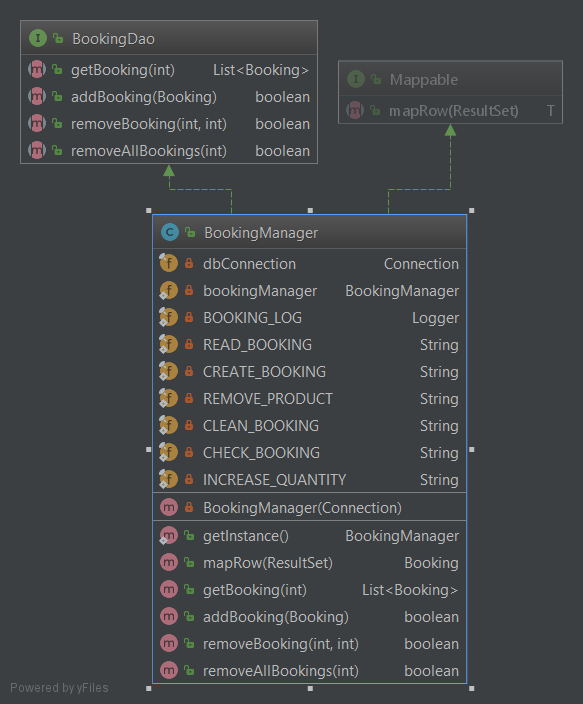 BookingDao
getBooking(int) List<Booking>
addBooking(Booking) boolean
removeBooking(int, int) boolean
removeAllBookings(int) boolean
Mappable
mapRow(ResultSet) T
BookingManager
dbConnection Connection
bookingManager BookingManager
BOOKING_LOG Logger
READ_BOOKING String
CREATE_BOOKING String
REMOVE_PRODUCT String
CLEAN_BOOKING String
CHECK_BOOKING String
INCREASE_QUANTITY String
BookingManager(Connection)
getInstance() BookingManager
mapRow(ResultSet) Booking
getBooking(int) List<Booking>
addBooking(Booking) boolean
removeBooking(int, int) boolean
removeAllBookings(int) boolean
Powered by yFiles